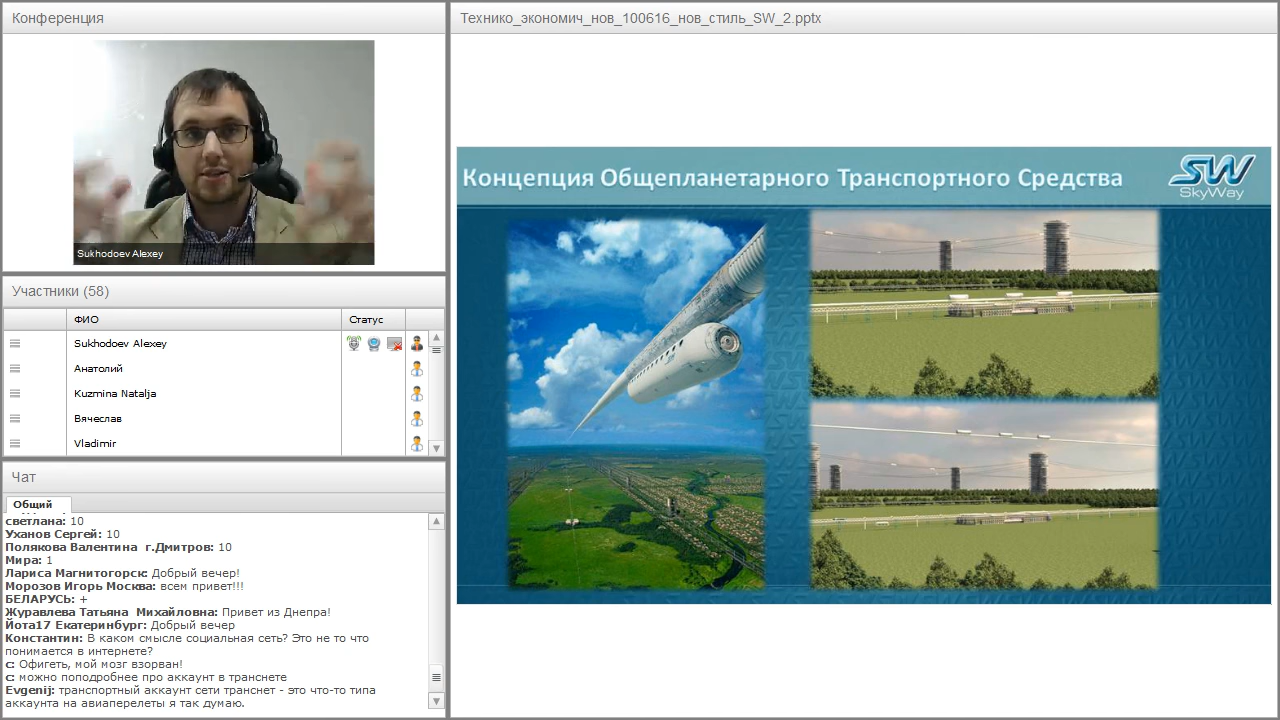 Конференция
Sukhodoev Alexey
Участники (58)
ФИО
Статус
Sukhodoev Alexey
Анатолий
Kuzmina Natalja
Вячеслав
Vladimir
Чат
Общий
светлана: 10
Уханов Сергей: 10
Полякова Валентина г.Дмитров: 10
Мира: 1
Лариса Магнитогорск: Добрый вечер!
Морозов Игорь Москва: всем привет!!!
БЕЛАРУСЬ: +
Журавлева Татьяна Михайловна: Привет из Днепра!
Йота17 Екатеринбург: Добрый вечер
Константин: В каком смысле социальная сеть? Это не то что
понимается в интернете?
с: Офигеть, мой мозг взорван!
с: можно поподробнее про аккаунт в транснете
Evgenij: транспортный аккаунт сети транснет - это что-то типа
аккаунта на авиаперелеты я так думаю.
Технико_экономич_нов_100616_нов_стиль_SW_2.pptx
Концепция Общепланетарного Транспортного Средства
SW
SkyWay